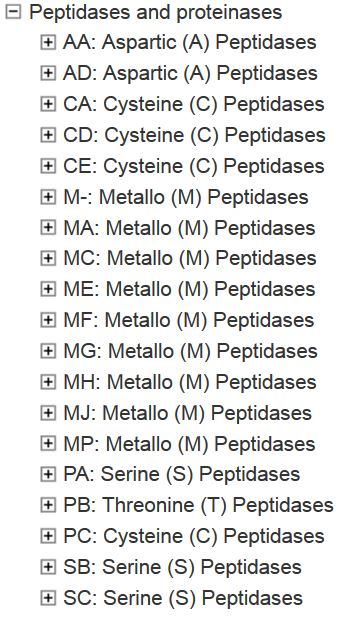 Peptidases and proteinases
AA: Aspartic (A) Peptidases
AD: Aspartic (A) Peptidases
CA: Cysteine (C) Peptidases
CD: Cysteine (C) Peptidases
CE: Cysteine (C) Peptidases
M-: Metallo (M) Peptidases
MA: Metallo (M) Peptidases
MC: Metallo (M) Peptidases
ME: Metallo (M) Peptidases
MF: Metallo (M) Peptidases
MG: Metallo (M) Peptidases
MH: Metallo (M) Peptidases
MJ: Metallo (M) Peptidases
MP: Metallo (M) Peptidases
PA: Serine (S) Peptidases
PB: Threonine (T) Peptidases
PC: Cysteine (C) Peptidases
SB: Serine (S) Peptidases
SC: Serine (S) Peptidases